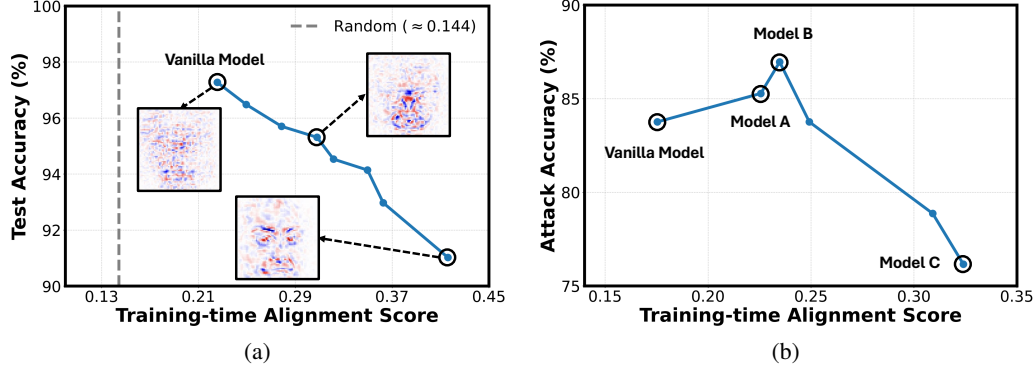 100
98
96
94
92
90
Test Accuracy (%)
Random (≈0.144)
Vanilla Model
0.13
0.21
0.29
0.37
0.45
Training-time Alignment Score
(a)
90
85
80
75
Attack Accuracy (%)
Model B
Model A
Vanilla Model
Model C
0.15
0.20
0.25
0.30
0.35
Training-time Alignment Score
(b)